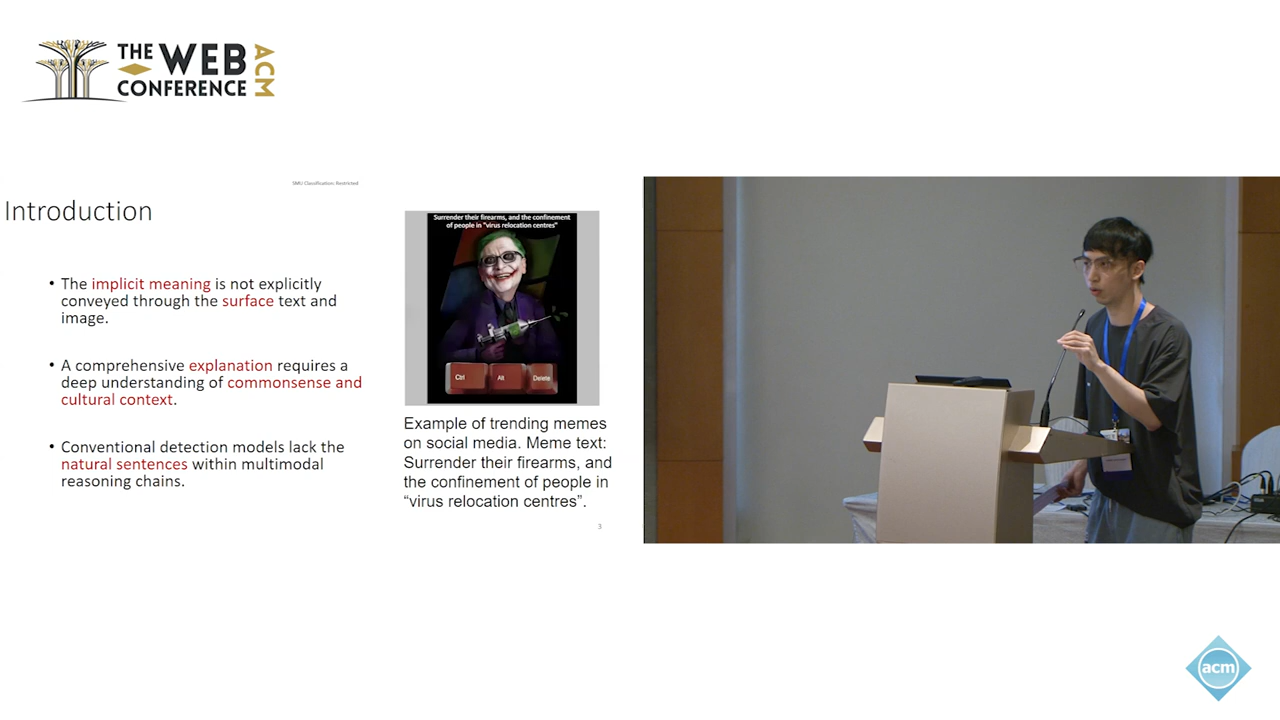 THE WEB
CONFERENCE
ACM
SMU Classification: Restricted
Introduction
• The implicit meaning is not explicitly
conveyed through the surface text and
image.
• A comprehensive explanation requires a
deep understanding of commonsense and
cultural context.
• Conventional detection models lack the
natural sentences within multimodal
reasoning chains.
Surrender their firearms, and the confinement
of people in "virus relocation centres"
Ctrl
Alt
Delete
Example of trending memes
on social media. Meme text:
Surrender their firearms, and
the confinement of people in
“virus relocation centres”.
3
acm